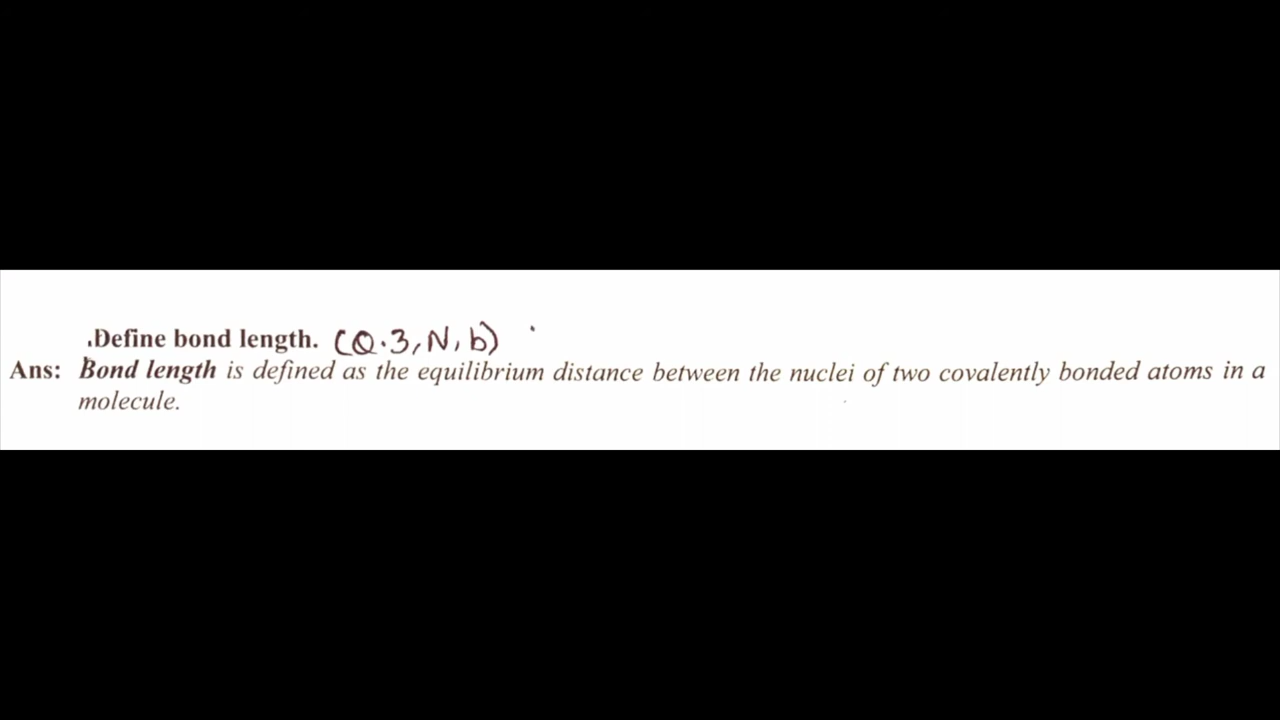 .Define bond length. (Q.3, N, b)
Ans: Bond length is defined as the equilibrium distance between the nuclei of two covalently bonded atoms in a
molecule.